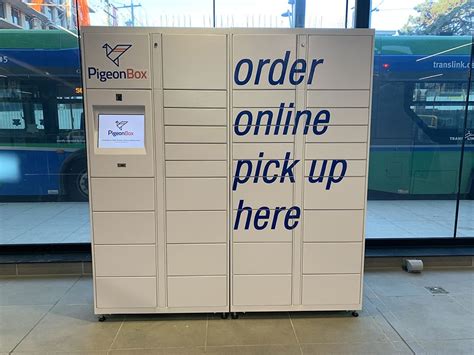 PigeonBox
order
online
pick up
here
PigeonBox
translink.ca